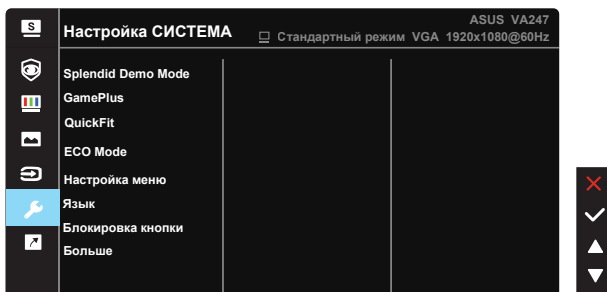 S
ASUS VA247
Настройка СИСТЕМА
Стандартный режим VGA 1920x1080@60Hz
Splendid Demo Mode
GamePlus
QuickFit
ECO Mode
Настройка меню
Язык
Блокировка кнопки
Больше